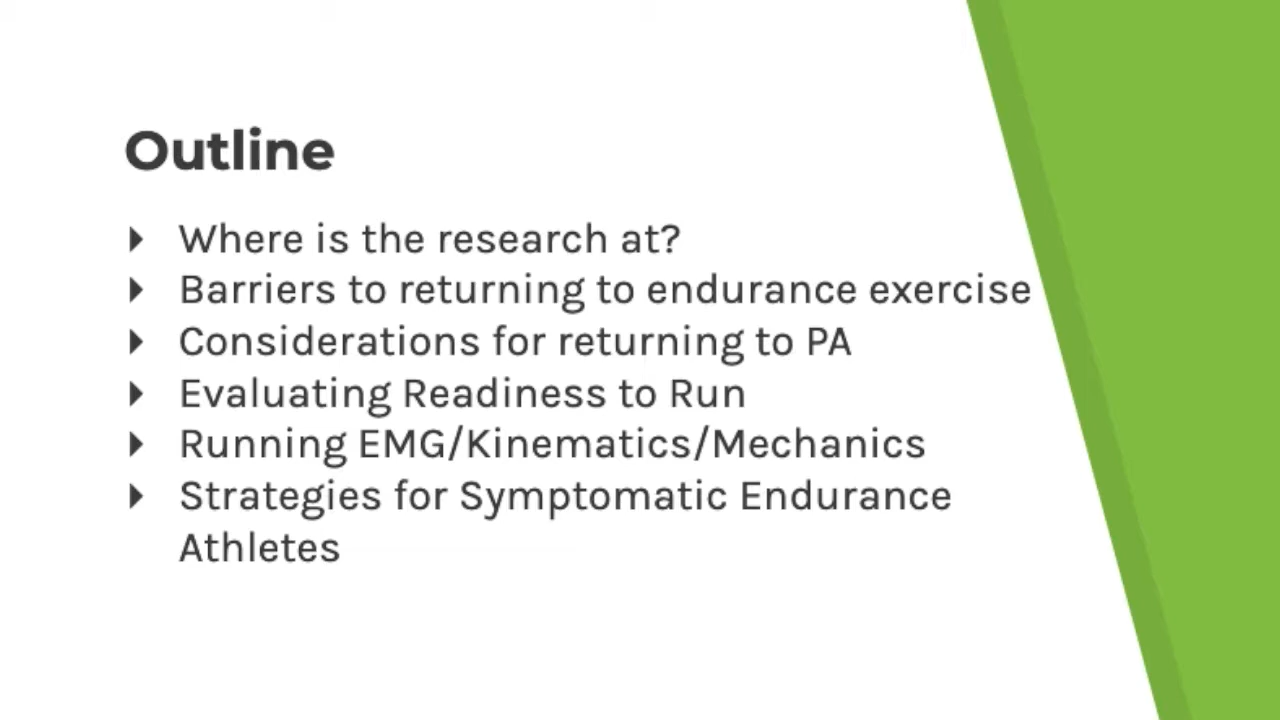 Outline
Where is the research at?
Barriers to returning to endurance exercise
Considerations for returning to PA
Evaluating Readiness to Run
Running EMG/Kinematics/Mechanics
Strategies for Symptomatic Endurance
Athletes